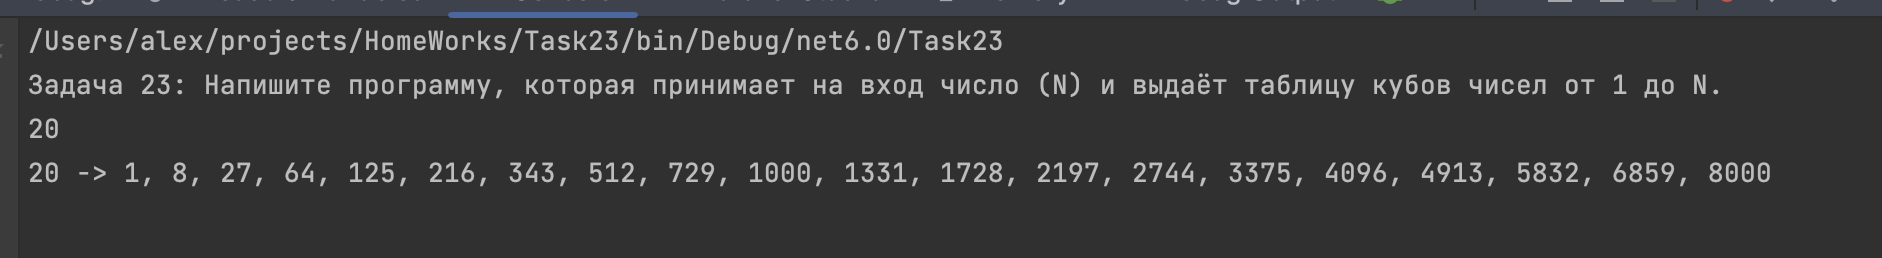 /Users/alex/projects/HomeWorks/Task23/bin/Debug/net6.0/Task23
Задача 23: Напишите программу, которая принимает на вход число (N) и выдаёт таблицу кубов чисел от 1 до N.
20
20 -> 1, 8, 27, 64, 125, 216, 343, 512, 729, 1000, 1331, 1728, 2197, 2744, 3375, 4096, 4913, 5832, 6859, 8000